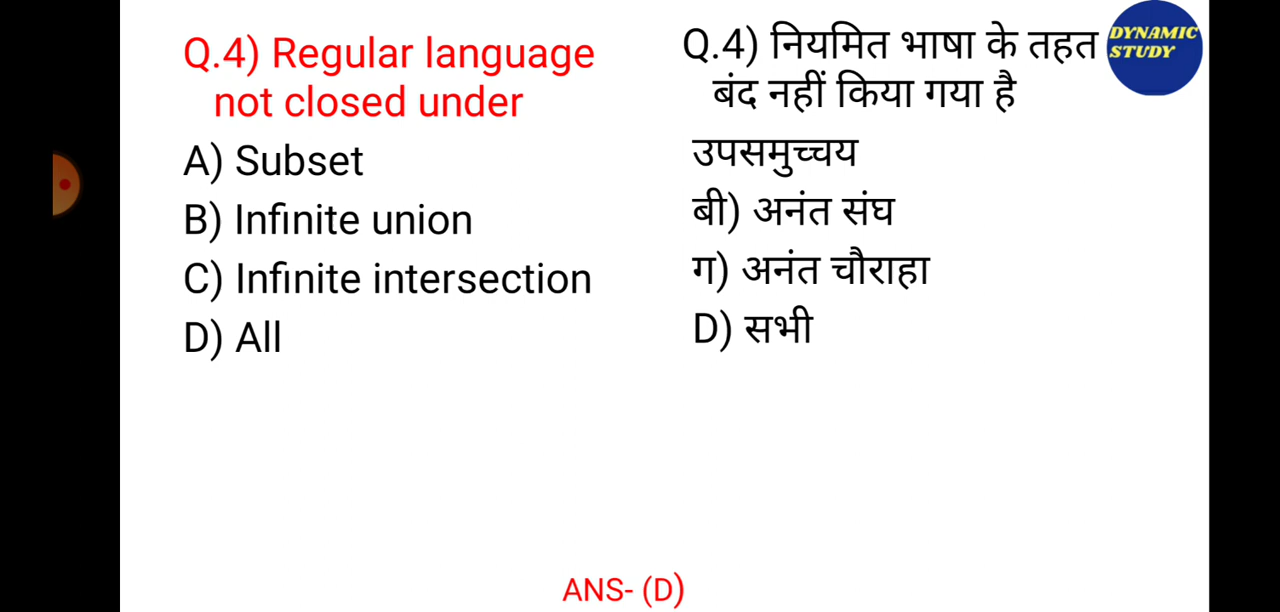 Q.4) Regular language
not closed under
A) Subset
B) Infinite union
C) Infinite intersection
D) All
Q.4) नियमित भाषा के तहत
बंद नहीं किया गया है
उपसमुच्चय
बी) अनंत संघ
ग) अनंत चौराहा
D) सभी
DYNAMIC
STUDY
ANS- (D)